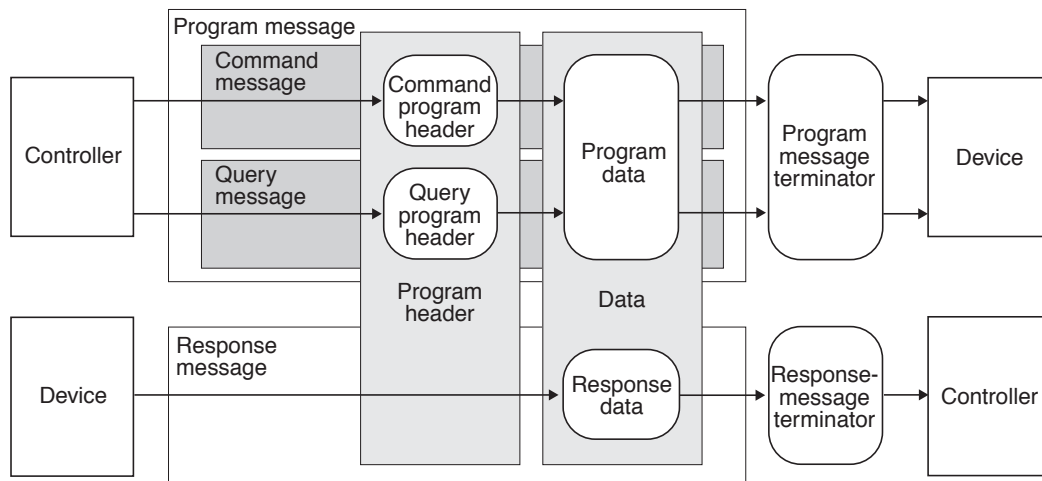 Program message
Command
message
Command
program
header
Controller
Program
data
Program
message
terminator
Device
Query
message
Query
program
header
Program
header
Data
Response
message
Device
Response
data
Response-
message
terminator
Controller